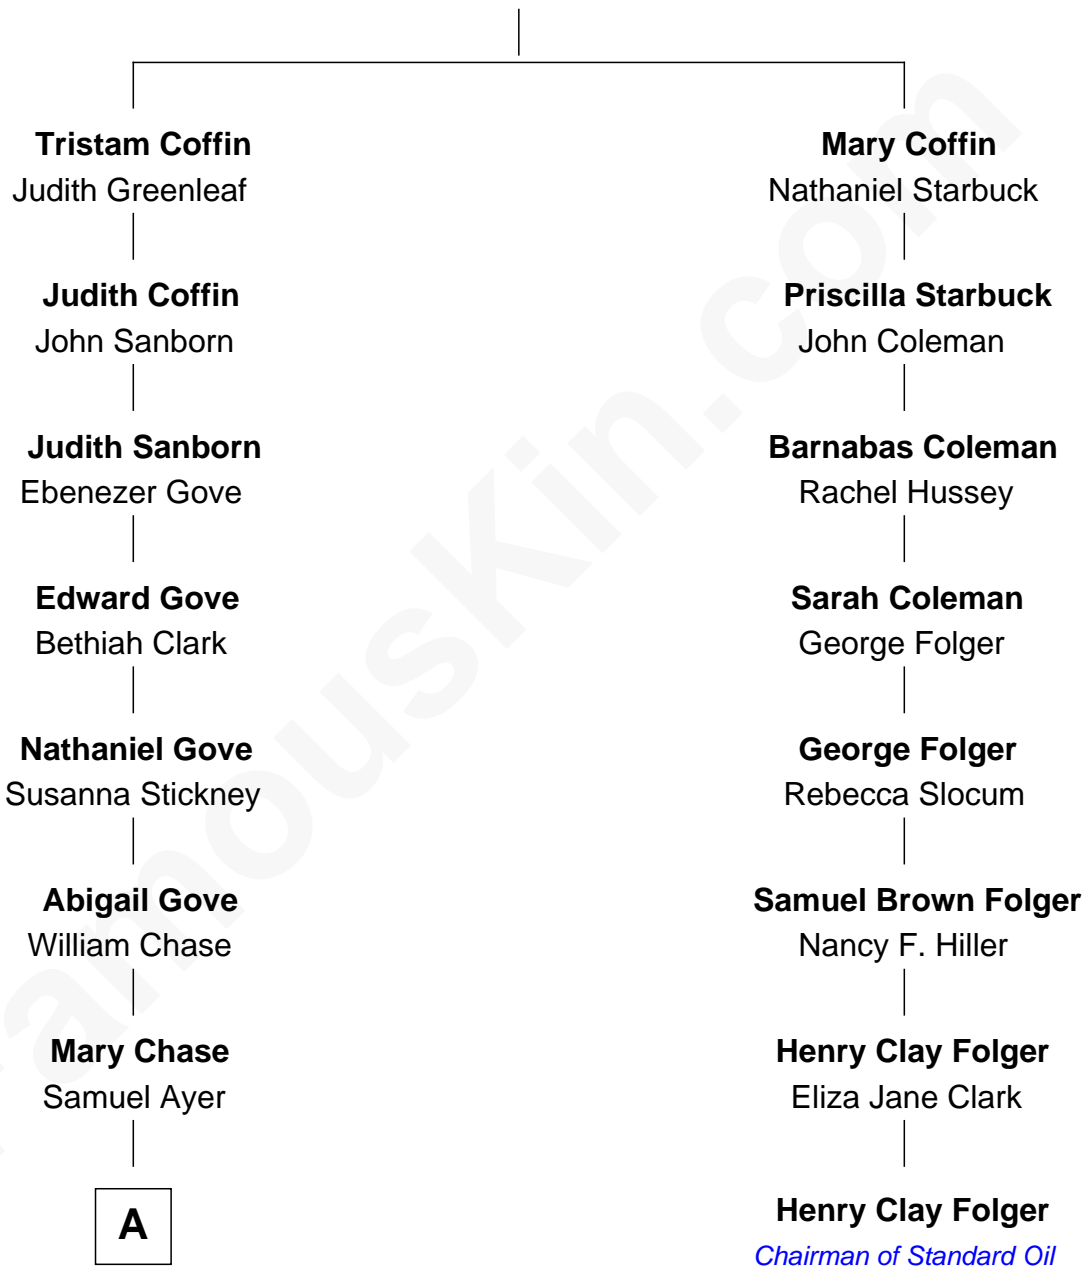 Tristam Coffin
Judith Greenleaf
Judith Coffin
John Sanborn
Judith Sanborn
Ebenezer Gove
Edward Gove
Bethiah Clark
Nathaniel Gove
Susanna Stickney
Abigail Gove
William Chase
Mary Chase
Samuel Ayer
A
Mary Coffin
Nathaniel Starbuck
Priscilla Starbuck
John Coleman
Barnabas Coleman
Rachel Hussey
Sarah Coleman
George Folger
George Folger
Rebecca Slocum
Samuel Brown Folger
Nancy F. Hiller
Henry Clay Folger
Eliza Jane Clark
Henry Clay Folger
Chairman of Standard Oil
FamousKin.com